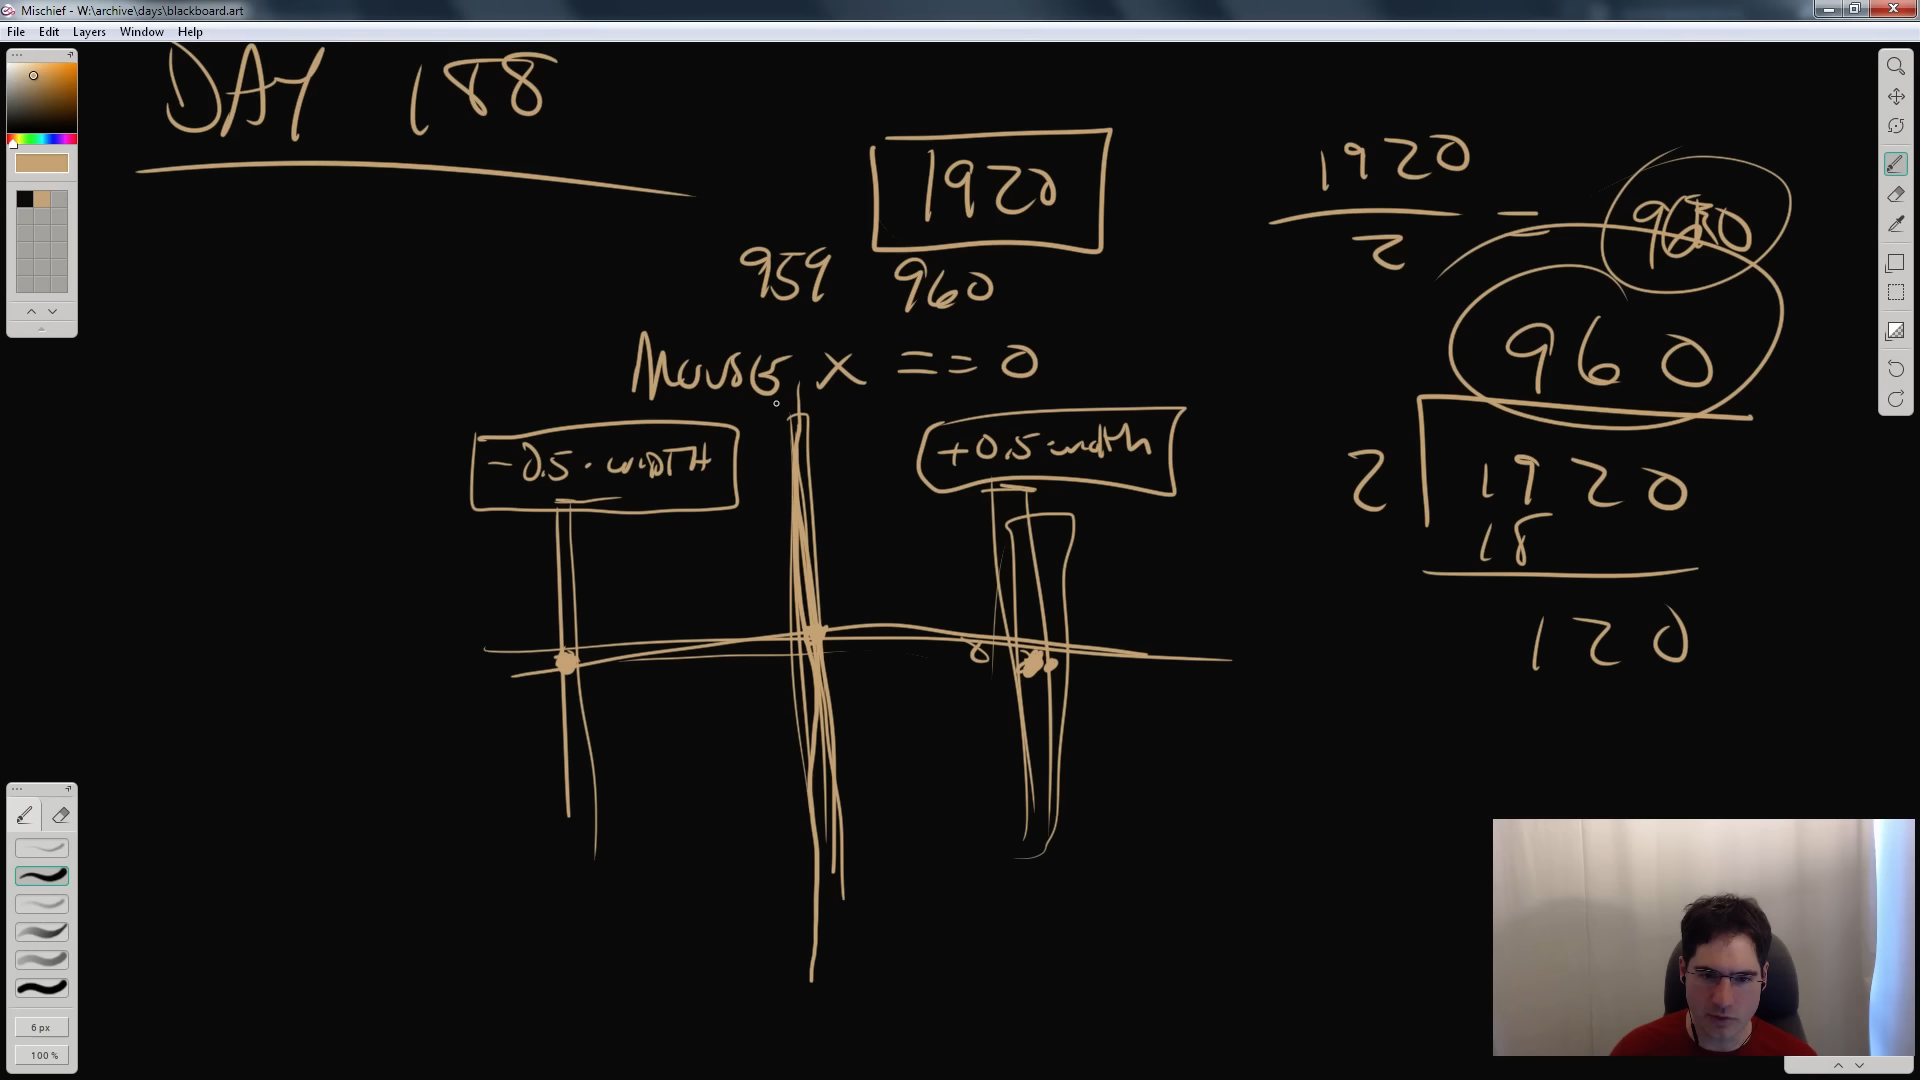 Mischief - W:\archive\days\blackboard.art
File Edit Layers Window Help
DAY 188
1920
959 960
MOUSE X == 0
-0.5 · WIDTH
+0.5 · width
1920
2
=
960
960
2
1920
18
120
6 px
100 %